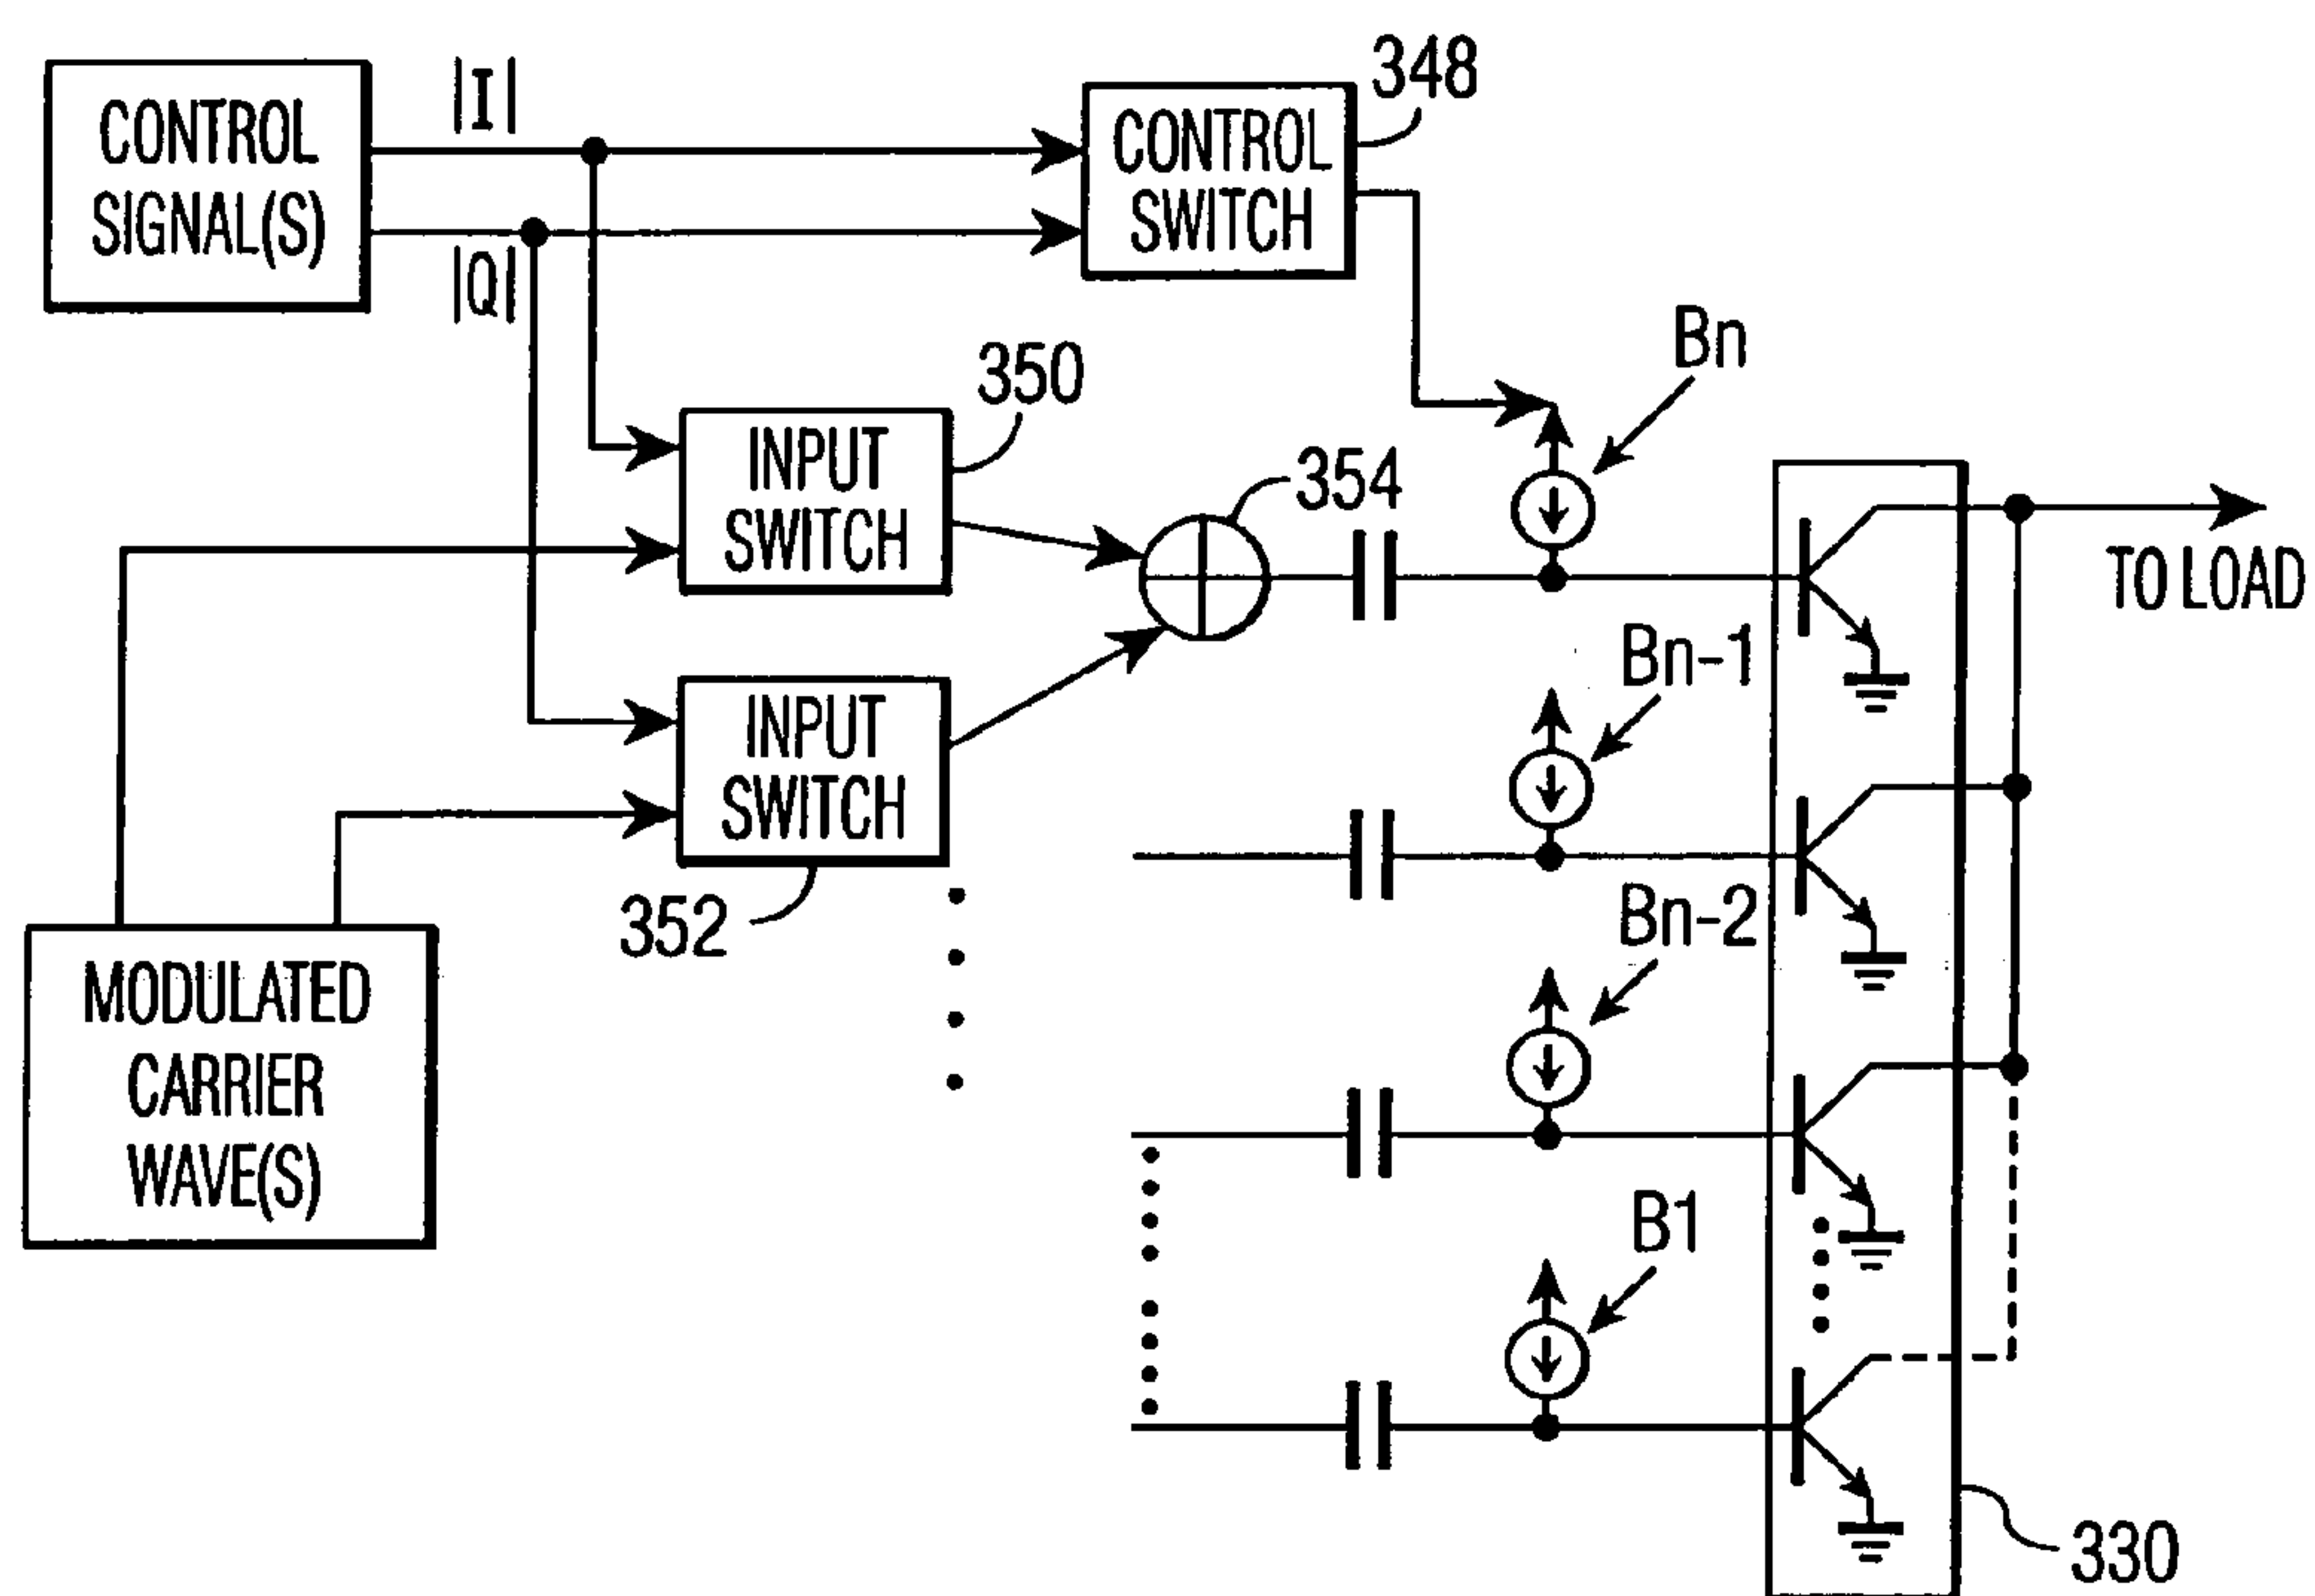 CONTROL
SIGNAL(S)
|I|
|Q|
CONTROL
SWITCH
348
INPUT
SWITCH
350
INPUT
SWITCH
352
354
Bn
Bn-1
Bn-2
B1
TO LOAD
MODULATED
CARRIER
WAVE(S)
330